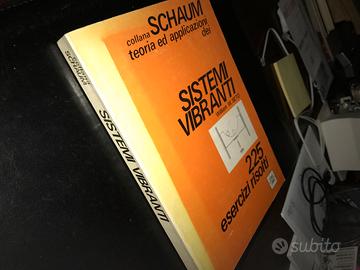 collana SCHAUM
teoria ed applicazioni
dei
SISTEMI
VIBRANTI
225
esercizi risolti
SISTEMI VIBRANTI
SCHAUM
subito